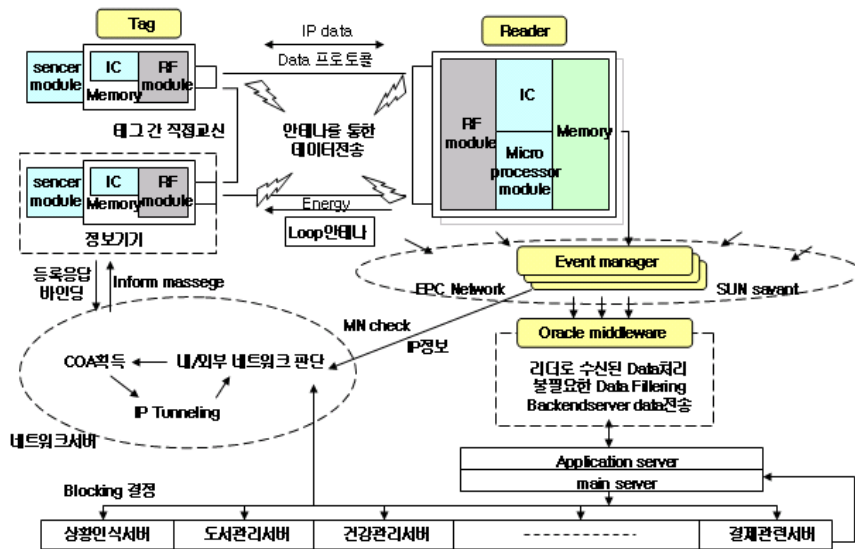 Tag
IP data
Reader
Data 프로토콜
sencer
module
IC
RF
module
Memory
테그 간 직접교신
안테나를 통한
데이터전송
RF
module
IC
Micro
processor
module
Memory
sencer
module
IC
RF
module
Memory
정보기기
Energy
Loop안테나
등록응답
바인딩
Inform massege
Event manager
EPC Network
SUN savant
MN check
IP정보
Oracle middleware
리더로 수신된 Data처리
불필요한 Data Fillering
Backendserver data전송
COA획득
내/외부 네트워크 판단
IP Tunneling
네트워크서버
Application server
main server
Blocking 결정
상황인식서버
도서관리서버
건강관리서버
----------------
결제관련서버